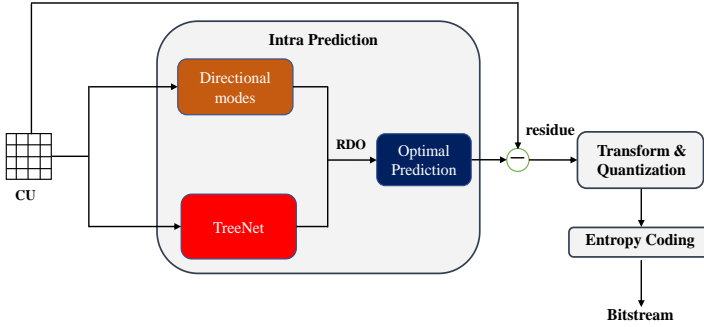 Intra Prediction
Directional
modes
RDO
Optimal
Prediction
residue
Transform &
Quantization
CU
TreeNet
Entropy Coding
Bitstream